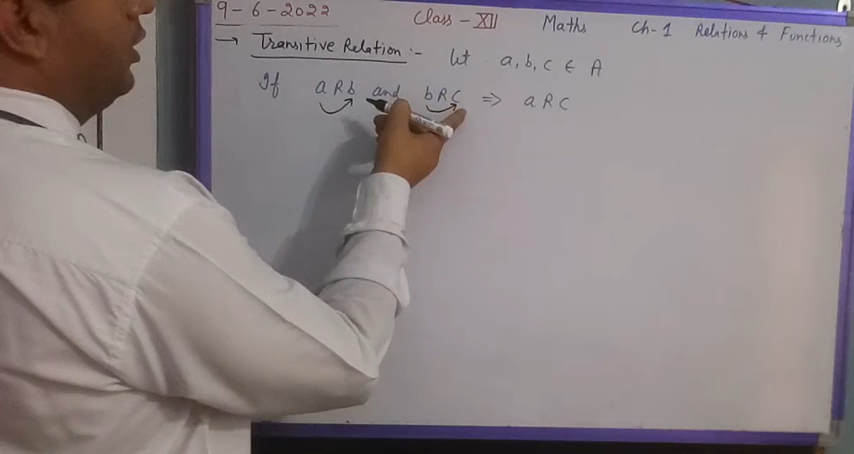 9-6-2022 Class-XII Maths Ch-1 Relations & Functions
→ Transitive Relation :- let a, b, c ∈ A
If aRb and bRc ⇒ aRc